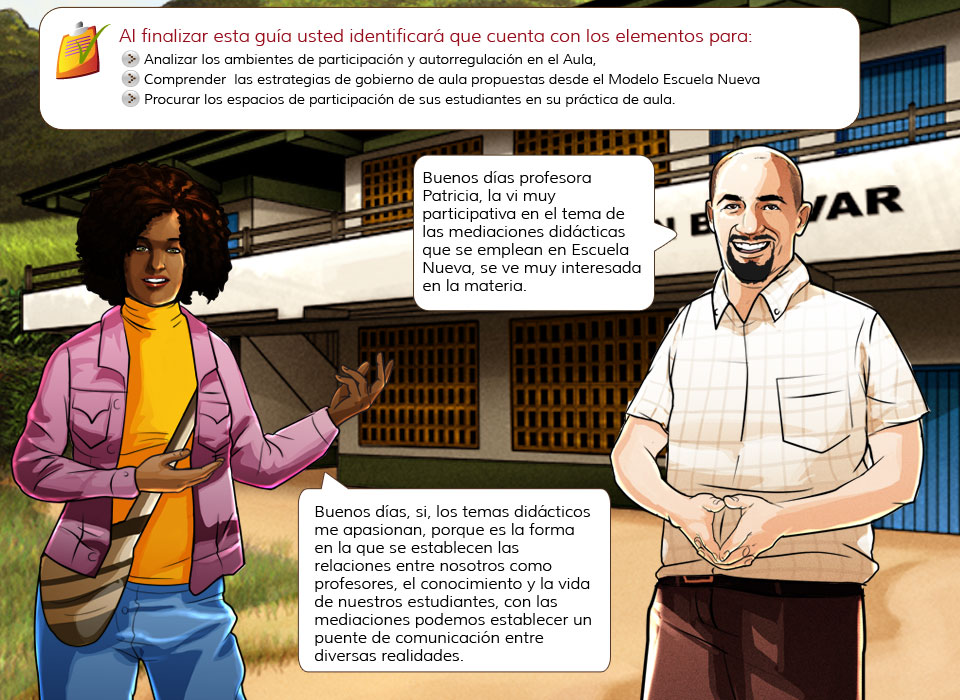 Al finalizar esta guía usted identificará que cuenta con los elementos para:
Analizar los ambientes de participación y autorregulación en el Aula,
Comprender las estrategias de gobierno de aula propuestas desde el Modelo Escuela Nueva
Procurar los espacios de participación de sus estudiantes en su práctica de aula.
Buenos días profesora
Patricia, la vi muy
participativa en el tema de
las mediaciones didácticas
que se emplean en Escuela
Nueva, se ve muy interesada
en la materia.
Buenos días, si, los temas didácticos
me apasionan, porque es la forma
en la que se establecen las
relaciones entre nosotros como
profesores, el conocimiento y la vida
de nuestros estudiantes, con las
mediaciones podemos establecer un
puente de comunicación entre
diversas realidades.